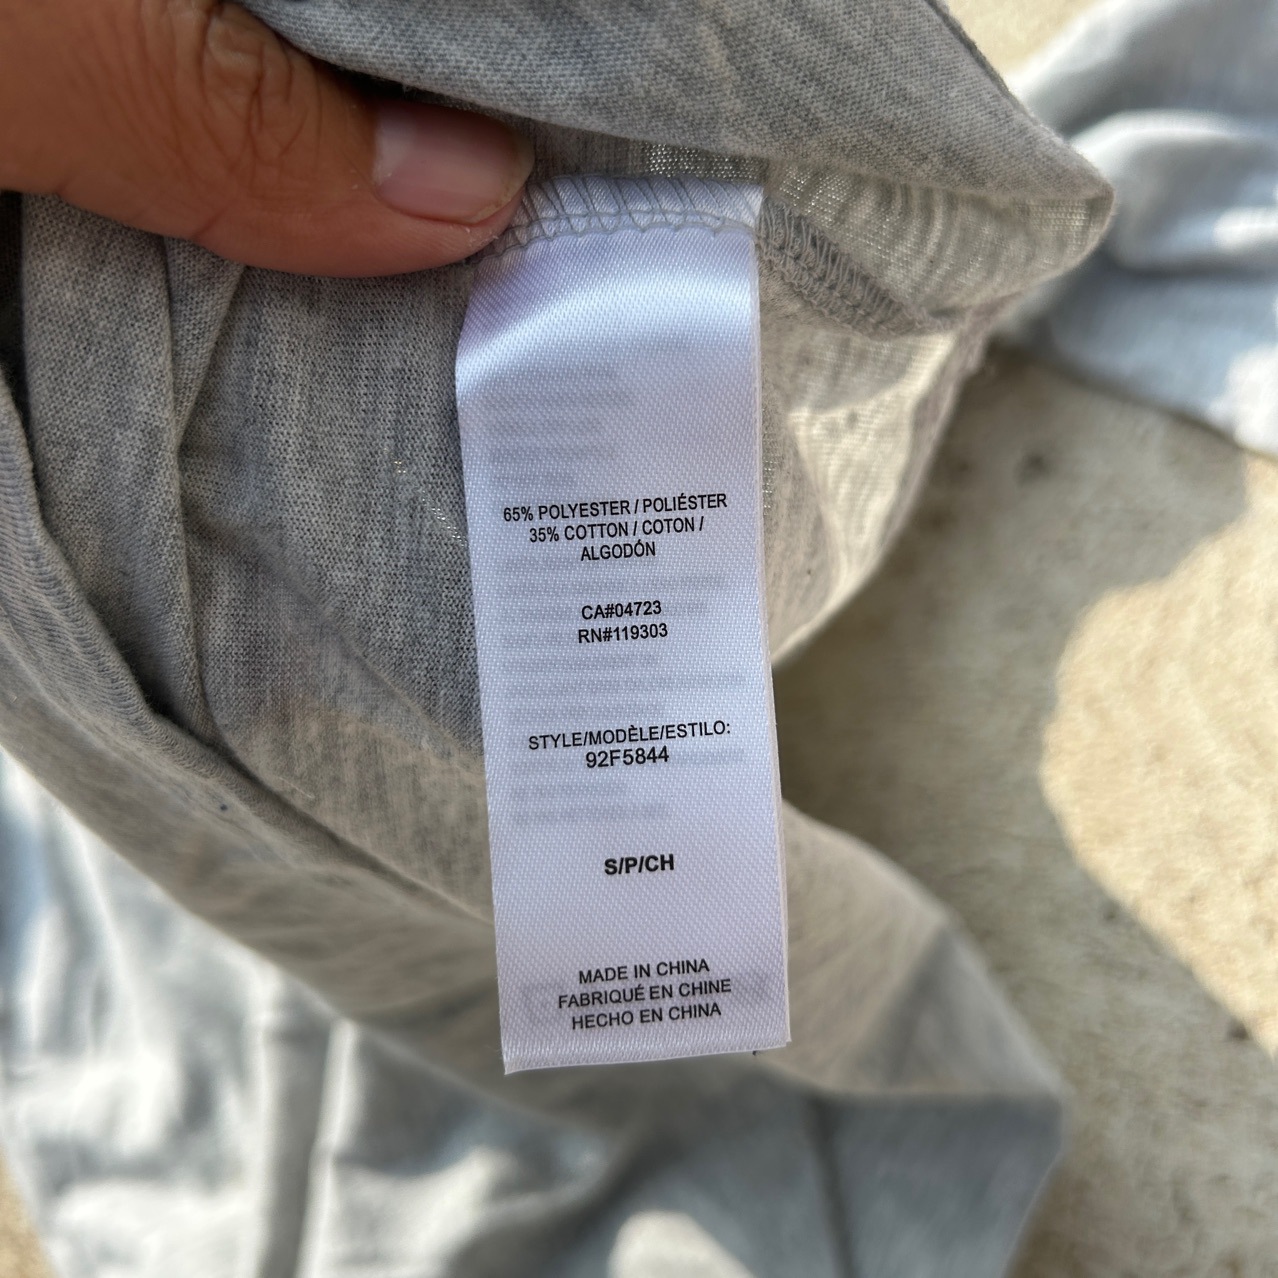 65% POLYESTER / POLIÉSTER
35% COTTON / COTON /
ALGODÓN
CA#04723
RN#119303
STYLE/MODÈLE/ESTILO:
92F5844
S/P/CH
MADE IN CHINA
FABRIQUÉ EN CHINE
HECHO EN CHINA